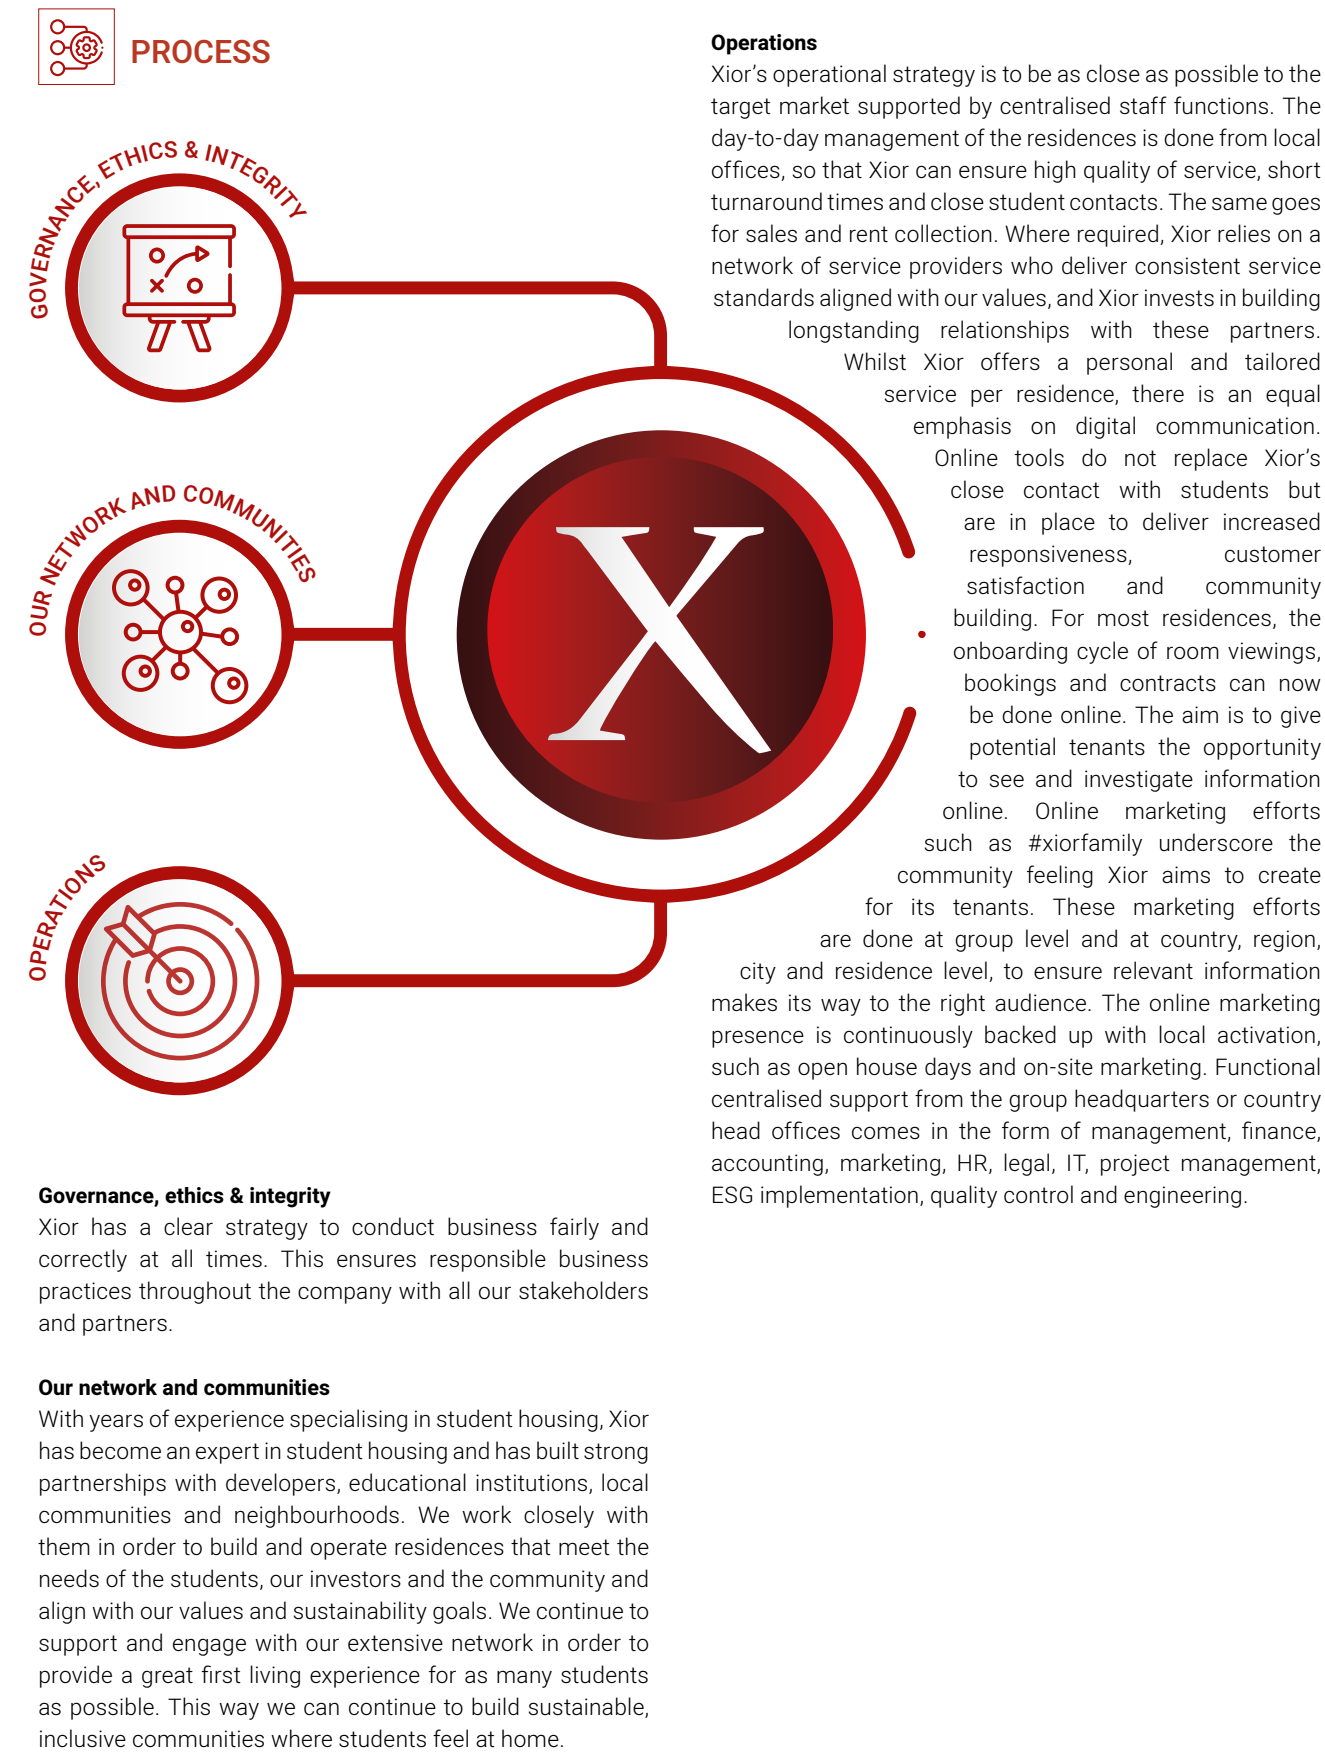 PROCESS
GOVERNANCE, ETHICS & INTEGRITY
OUR NETWORK AND COMMUNITIES
OPERATIONS
X
Governance, ethics & integrity
Xior has a clear strategy to conduct business fairly and
correctly at all times. This ensures responsible business
practices throughout the company with all our stakeholders
and partners.
Our network and communities
With years of experience specialising in student housing, Xior
has become an expert in student housing and has built strong
partnerships with developers, educational institutions, local
communities and neighbourhoods. We work closely with
them in order to build and operate residences that meet the
needs of the students, our investors and the community and
align with our values and sustainability goals. We continue to
support and engage with our extensive network in order to
provide a great first living experience for as many students
as possible. This way we can continue to build sustainable,
inclusive communities where students feel at home.
Operations
Xior's operational strategy is to be as close as possible to the
target market supported by centralised staff functions. The
day-to-day management of the residences is done from local
offices, so that Xior can ensure high quality of service, short
turnaround times and close student contacts. The same goes
for sales and rent collection. Where required, Xior relies on a
network of service providers who deliver consistent service
standards aligned with our values, and Xior invests in building
longstanding relationships with these partners.
Whilst Xior offers a personal and tailored
service per residence, there is an equal
emphasis on digital communication.
Online tools do not replace Xior's
close contact with students but
are in place to deliver increased
responsiveness, customer
satisfaction and community
building. For most residences, the
onboarding cycle of room viewings,
bookings and contracts can now
be done online. The aim is to give
potential tenants the opportunity
to see and investigate information
online. Online marketing efforts
such as #xiorfamily underscore the
community feeling Xior aims to create
for its tenants. These marketing efforts
are done at group level and at country, region,
city and residence level, to ensure relevant information
makes its way to the right audience. The online marketing
presence is continuously backed up with local activation,
such as open house days and on-site marketing. Functional
centralised support from the group headquarters or country
head offices comes in the form of management, finance,
accounting, marketing, HR, legal, IT, project management,
ESG implementation, quality control and engineering.